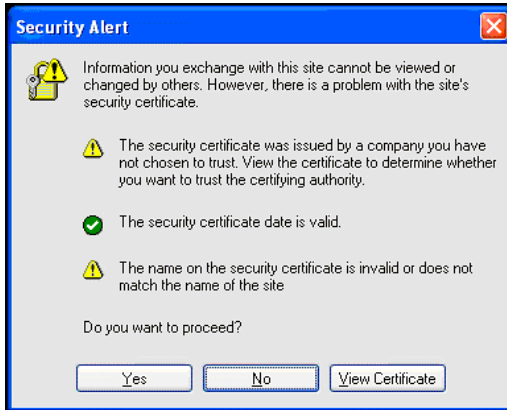 Security Alert
Information you exchange with this site cannot be viewed or
changed by others. However, there is a problem with the site's
security certificate.
The security certificate was issued by a company you have
not chosen to trust. View the certificate to determine whether
you want to trust the certifying authority.
The security certificate date is valid.
The name on the security certificate is invalid or does not
match the name of the site
Do you want to proceed?
Yes No View Certificate